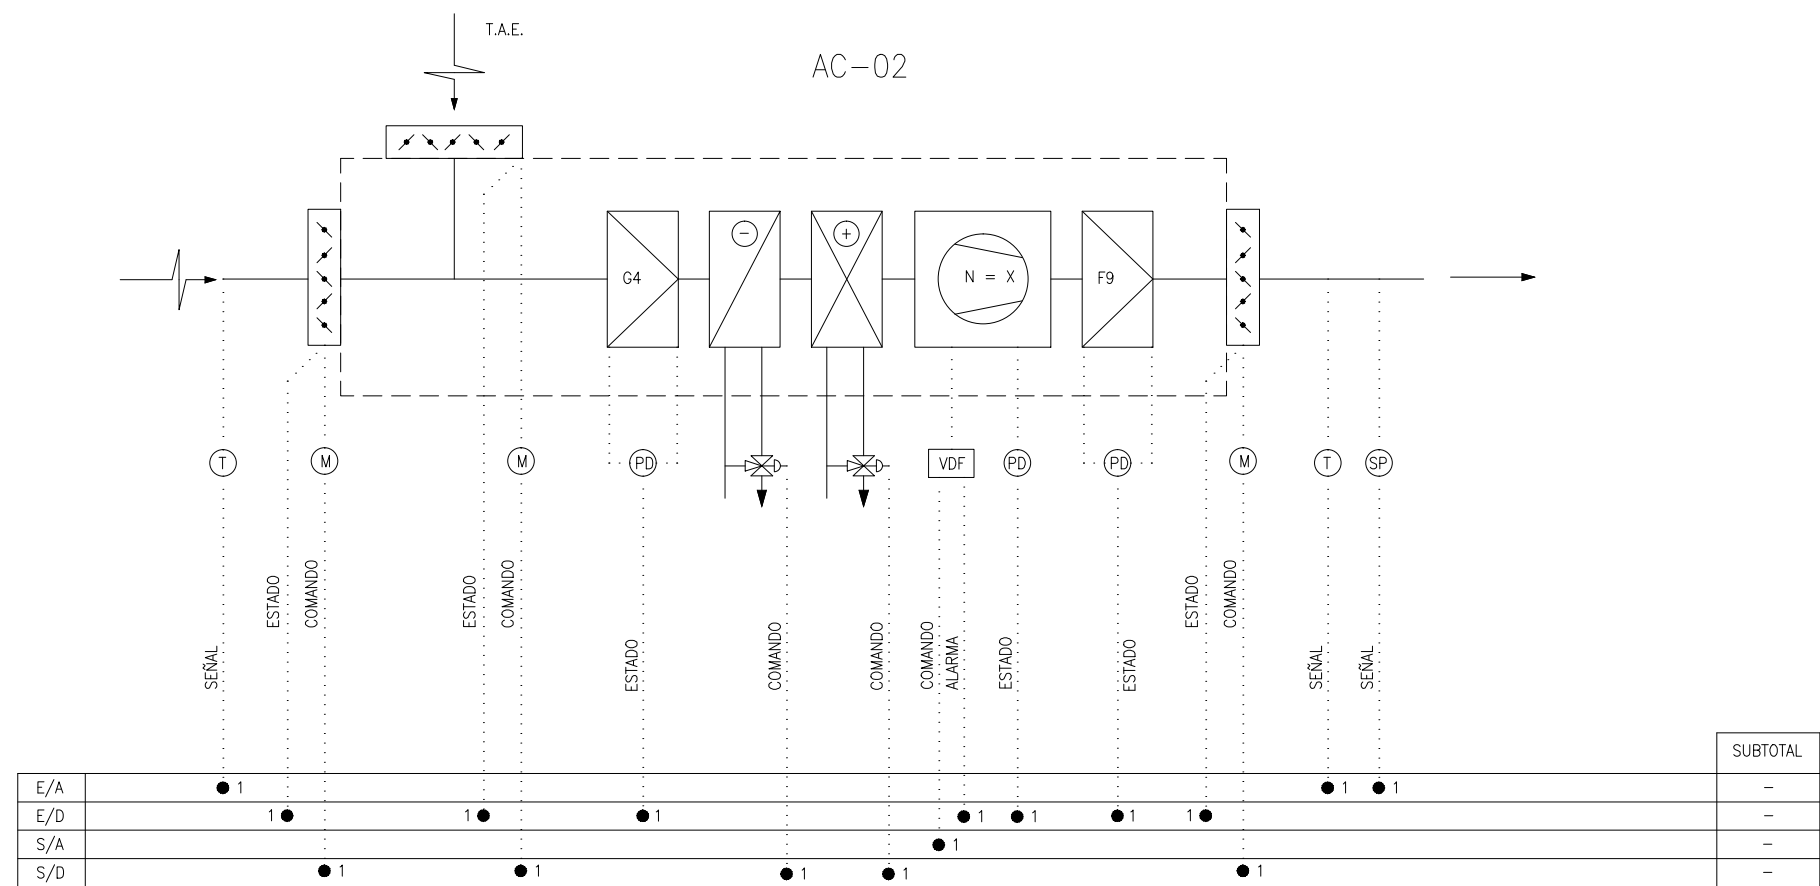 T.A.E.
AC-02
G4
-
+
N = X
F9
T
M
M
PD
PD
VDF
PD
PD
M
T
SP
SEÑAL
ESTADO
COMANDO
ESTADO
COMANDO
ESTADO
COMANDO
COMANDO
COMANDO
ALARMA
ESTADO
ESTADO
ESTADO
COMANDO
SEÑAL
SEÑAL
SUBTOTAL
E/A 1 1 1 -
E/D 1 1 1 1 1 1 1 -
S/A 1 -
S/D 1 1 1 1 1 -